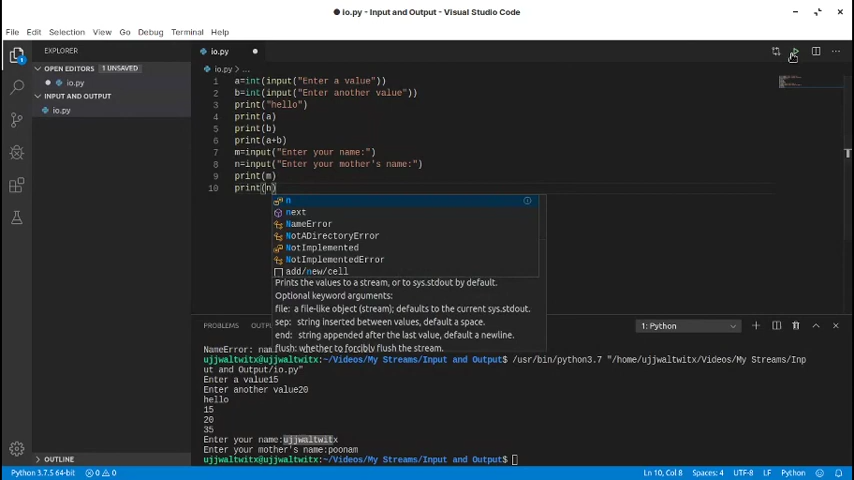 io.py - Input and Output - Visual Studio Code
File Edit Selection View Go Debug Terminal Help
EXPLORER
io.py
OPEN EDITORS 1 UNSAVED
io.py
INPUT AND OUTPUT
io.py
OUTLINE
io.py > ...
1 a=int(input("Enter a value"))
2 b=int(input("Enter another value"))
3 print("hello")
4 print(a)
5 print(b)
6 print(a+b)
7 m=input("Enter your name:")
8 n=input("Enter your mother's name:")
9 print(m)
10 print(n)
n
next
NameError
NotADirectoryError
NotImplemented
NotImplementedError
add/new/cell
Prints the values to a stream, or to sys.stdout by default.
Optional keyword arguments:
file: a file-like object (stream); defaults to the current sys.stdout.
sep: string inserted between values, default a space.
end: string appended after the last value, default a newline.
flush: whether to forcibly flush the stream.
PROBLEMS OUTP
1: Python
NameError: na
ujjwaltwitx@ujjwaltwitx:~/Videos/My Streams/Input and Output$ /usr/bin/python3.7 "/home/ujjwaltwitx/Videos/My Streams/Inp
ut and Output/io.py"
Enter a value15
Enter another value20
hello
15
20
35
Enter your name:ujjwaltwitx
Enter your mother's name:poonam
ujjwaltwitx@ujjwaltwitx:~/Videos/My Streams/Input and Output$
Python 3.7.5 64-bit 0 0 Ln 10, Col 8 Spaces: 4 UTF-8 LF Python